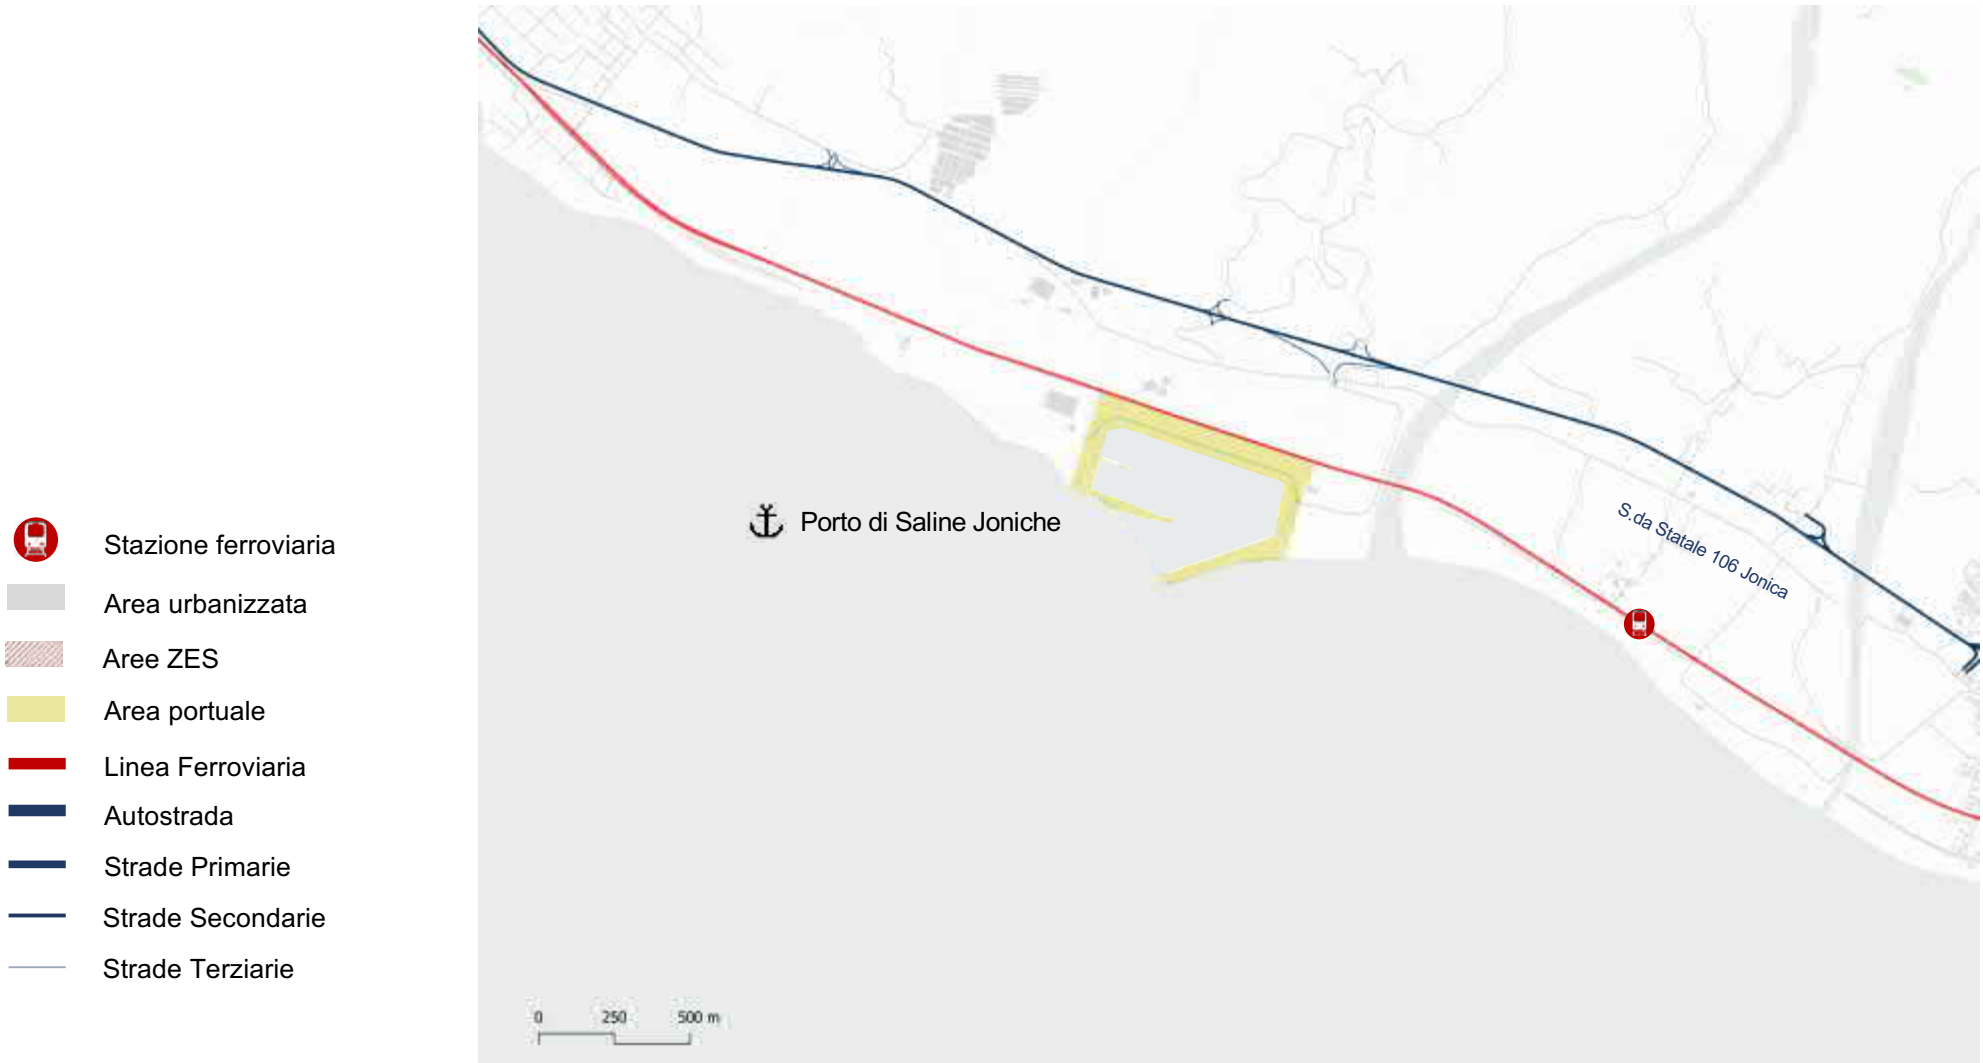 Porto di Saline Joniche
S.da Statale 106 Jonica
Stazione ferroviaria
Area urbanizzata
Aree ZES
Area portuale
Linea Ferroviaria
Autostrada
Strade Primarie
Strade Secondarie
Strade Terziarie
0 250 500 m